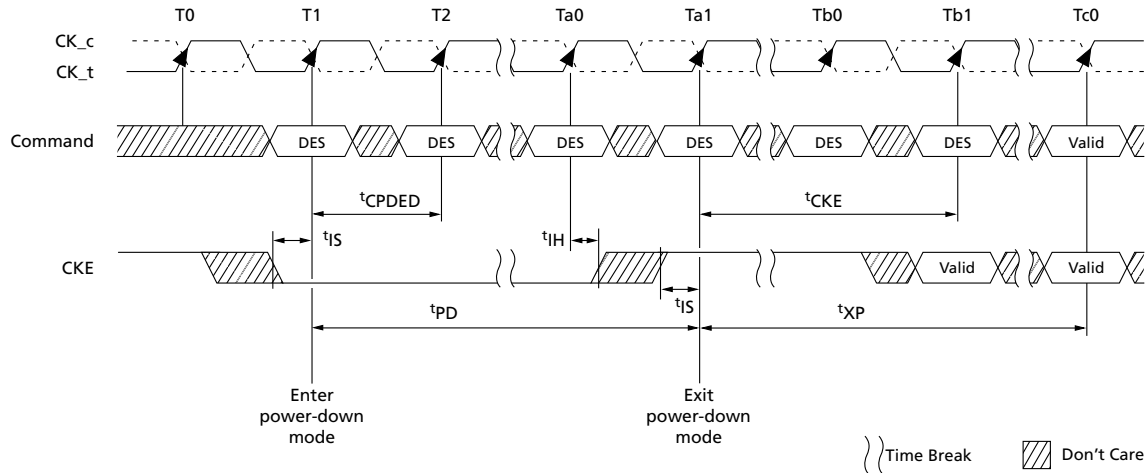 T0 T1 T2 Ta0 Ta1 Tb0 Tb1 Tc0
CK_c
CK_t
Command DES DES DES DES DES DES Valid
tCPDED tCKE
tIS tIH
CKE Valid Valid
tIS
tPD tXP
Enter
power-down
mode
Exit
power-down
mode
Time Break Don't Care